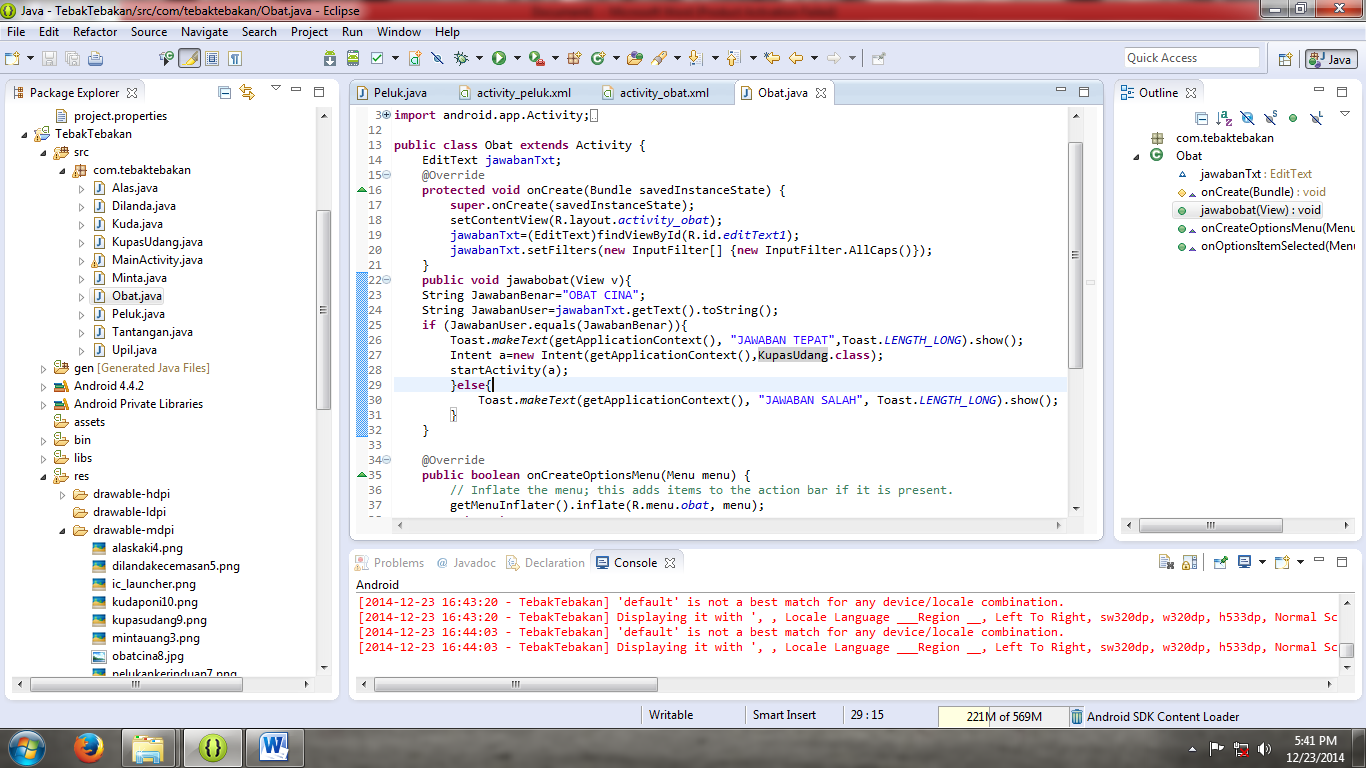 Java - TebakTebakan/src/com/tebaktebakan/Obat.java - Eclipse
File Edit Refactor Source Navigate Search Project Run Window Help
Quick Access
Java
Package Explorer
project.properties
TebakTebakan
src
com.tebaktebakan
Alas.java
Dilanda.java
Kuda.java
KupasUdang.java
MainActivity.java
Minta.java
Obat.java
Peluk.java
Tantangan.java
Upil.java
gen [Generated Java Files]
Android 4.4.2
Android Private Libraries
assets
bin
libs
res
drawable-hdpi
drawable-ldpi
drawable-mdpi
alaskaki4.png
dilandakecemasan5.png
ic_launcher.png
kudaponi10.png
kupasudang9.png
mintauang3.png
obatcina8.jpg
pelukankerinduan7.png
Peluk.java activity_peluk.xml activity_obat.xml Obat.java
3 import android.app.Activity;
12
13 public class Obat extends Activity {
14 EditText jawabanTxt;
15 @Override
16 protected void onCreate(Bundle savedInstanceState) {
17 super.onCreate(savedInstanceState);
18 setContentView(R.layout.activity_obat);
19 jawabanTxt=(EditText)findViewById(R.id.editText1);
20 jawabanTxt.setFilters(new InputFilter[] {new InputFilter.AllCaps()});
21 }
22 public void jawabobat(View v){
23 String JawabanBenar="OBAT CINA";
24 String JawabanUser=jawabanTxt.getText().toString();
25 if (JawabanUser.equals(JawabanBenar)){
26 Toast.makeText(getApplicationContext(), "JAWABAN TEPAT",Toast.LENGTH_LONG).show();
27 Intent a=new Intent(getApplicationContext(),KupasUdang.class);
28 startActivity(a);
29 }else{
30 Toast.makeText(getApplicationContext(), "JAWABAN SALAH", Toast.LENGTH_LONG).show();
31 }
32 }
33
34 @Override
35 public boolean onCreateOptionsMenu(Menu menu) {
36 // Inflate the menu; this adds items to the action bar if it is present.
37 getMenuInflater().inflate(R.menu.obat, menu);
Outline
com.tebaktebakan
Obat
jawabanTxt : EditText
onCreate(Bundle) : void
jawabobat(View) : void
onCreateOptionsMenu(Menu
onOptionsItemSelected(Menu
Problems @ Javadoc Declaration Console
Android
[2014-12-23 16:43:20 - TebakTebakan] 'default' is not a best match for any device/locale combination.
[2014-12-23 16:43:20 - TebakTebakan] Displaying it with ', , Locale Language ___Region __, Left To Right, sw320dp, w320dp, h533dp, Normal Sc
[2014-12-23 16:44:03 - TebakTebakan] 'default' is not a best match for any device/locale combination.
[2014-12-23 16:44:03 - TebakTebakan] Displaying it with ', , Locale Language ___Region __, Left To Right, sw320dp, w320dp, h533dp, Normal Sc
Writable Smart Insert 29 : 15 221M of 569M Android SDK Content Loader
5:41 PM
12/23/2014